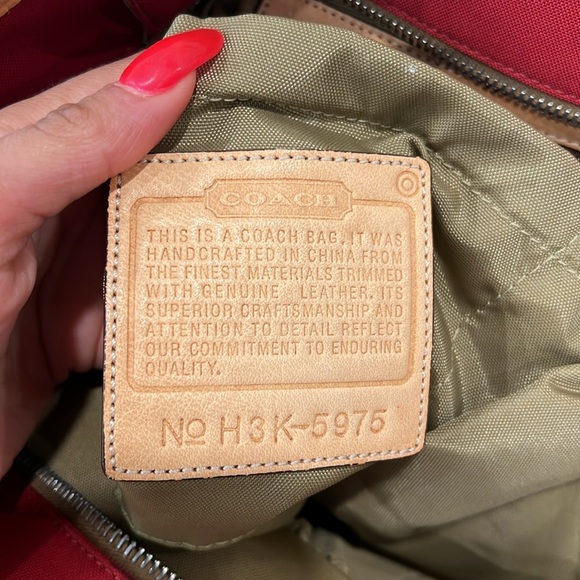 COACH
THIS IS A COACH BAG. IT WAS
HANDCRAFTED IN CHINA FROM
THE FINEST MATERIALS TRIMMED
WITH GENUINE LEATHER. ITS
SUPERIOR CRAFTSMANSHIP AND
ATTENTION TO DETAIL REFLECT
OUR COMMITMENT TO ENDURING
QUALITY.
No H3K-5975